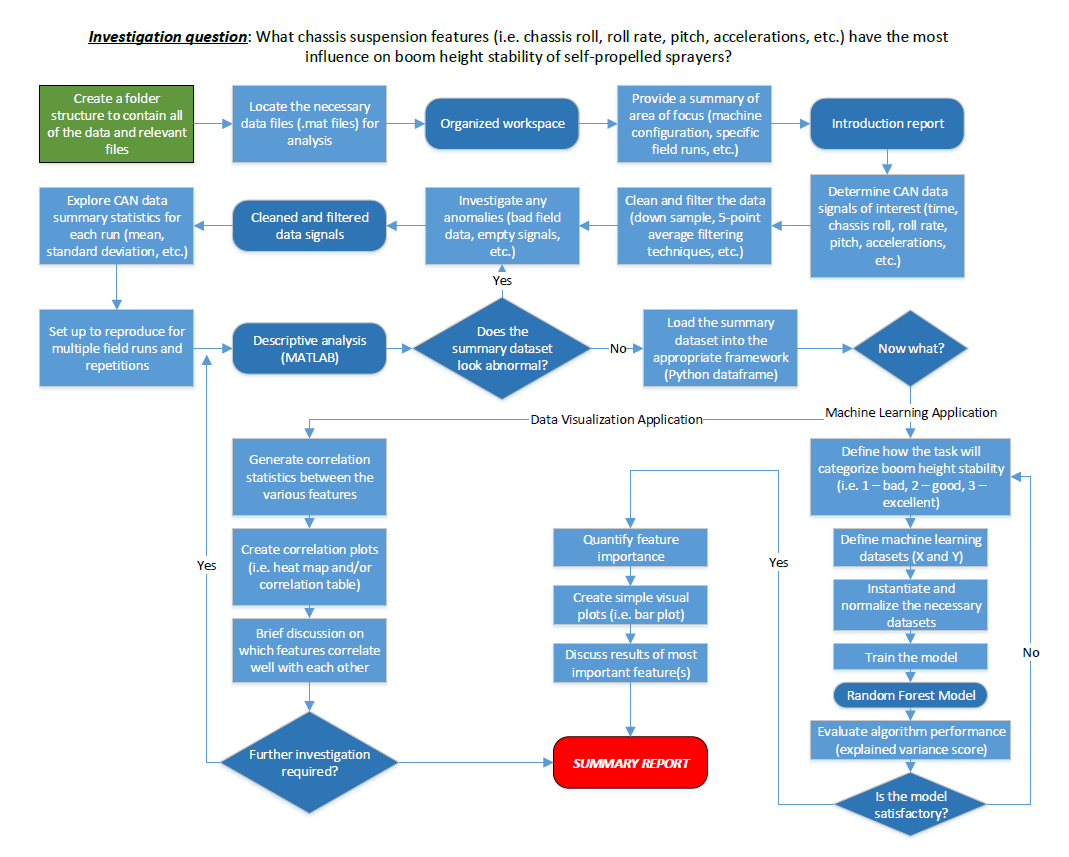 Investigation question: What chassis suspension features (i.e. chassis roll, roll rate, pitch, accelerations, etc.) have the most
influence on boom height stability of self-propelled sprayers?
Create a folder
structure to contain all
of the data and relevant
files
Locate the necessary
data files (.mat files) for
analysis
Organized workspace
Provide a summary of
area of focus (machine
configuration, specific
field runs, etc.)
Introduction report
Determine CAN data
signals of interest (time,
chassis roll, roll rate,
pitch, accelerations,
etc.)
Clean and filter the data
(down sample, 5-point
average filtering
techniques, etc.)
Investigate any
anomalies (bad field
data, empty signals,
etc.)
Cleaned and filtered
data signals
Explore CAN data
summary statistics for
each run (mean,
standard deviation, etc.)
Set up to reproduce for
multiple field runs and
repetitions
Descriptive analysis
(MATLAB)
Does the
summary dataset
look abnormal?
Yes
No
Load the summary
dataset into the
appropriate framework
(Python dataframe)
Now what?
Data Visualization Application
Machine Learning Application
Generate correlation
statistics between the
various features
Create correlation plots
(i.e. heat map and/or
correlation table)
Brief discussion on
which features correlate
well with each other
Further investigation
required?
Yes
Define how the task will
categorize boom height stability
(i.e. 1 – bad, 2 – good, 3 –
excellent)
Define machine learning
datasets (X and Y)
Instantiate and
normalize the necessary
datasets
Train the model
Random Forest Model
Evaluate algorithm performance
(explained variance score)
Is the model
satisfactory?
No
Yes
Quantify feature
importance
Create simple visual
plots (i.e. bar plot)
Discuss results of most
important feature(s)
SUMMARY REPORT